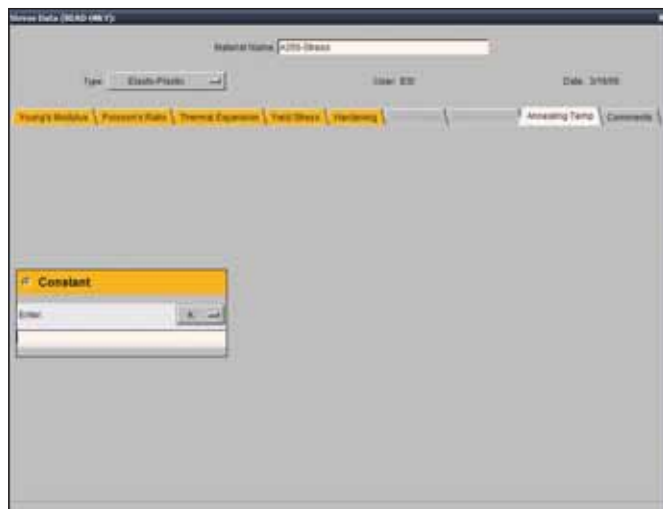 Stress Data (READ ONLY):
Material Name
Type Elasto-Plastic User: Date:
Young's Modulus Poisson's Ratio Thermal Expansion Yield Stress Hardening Annealing Temp Comments
Constant
Enter: K